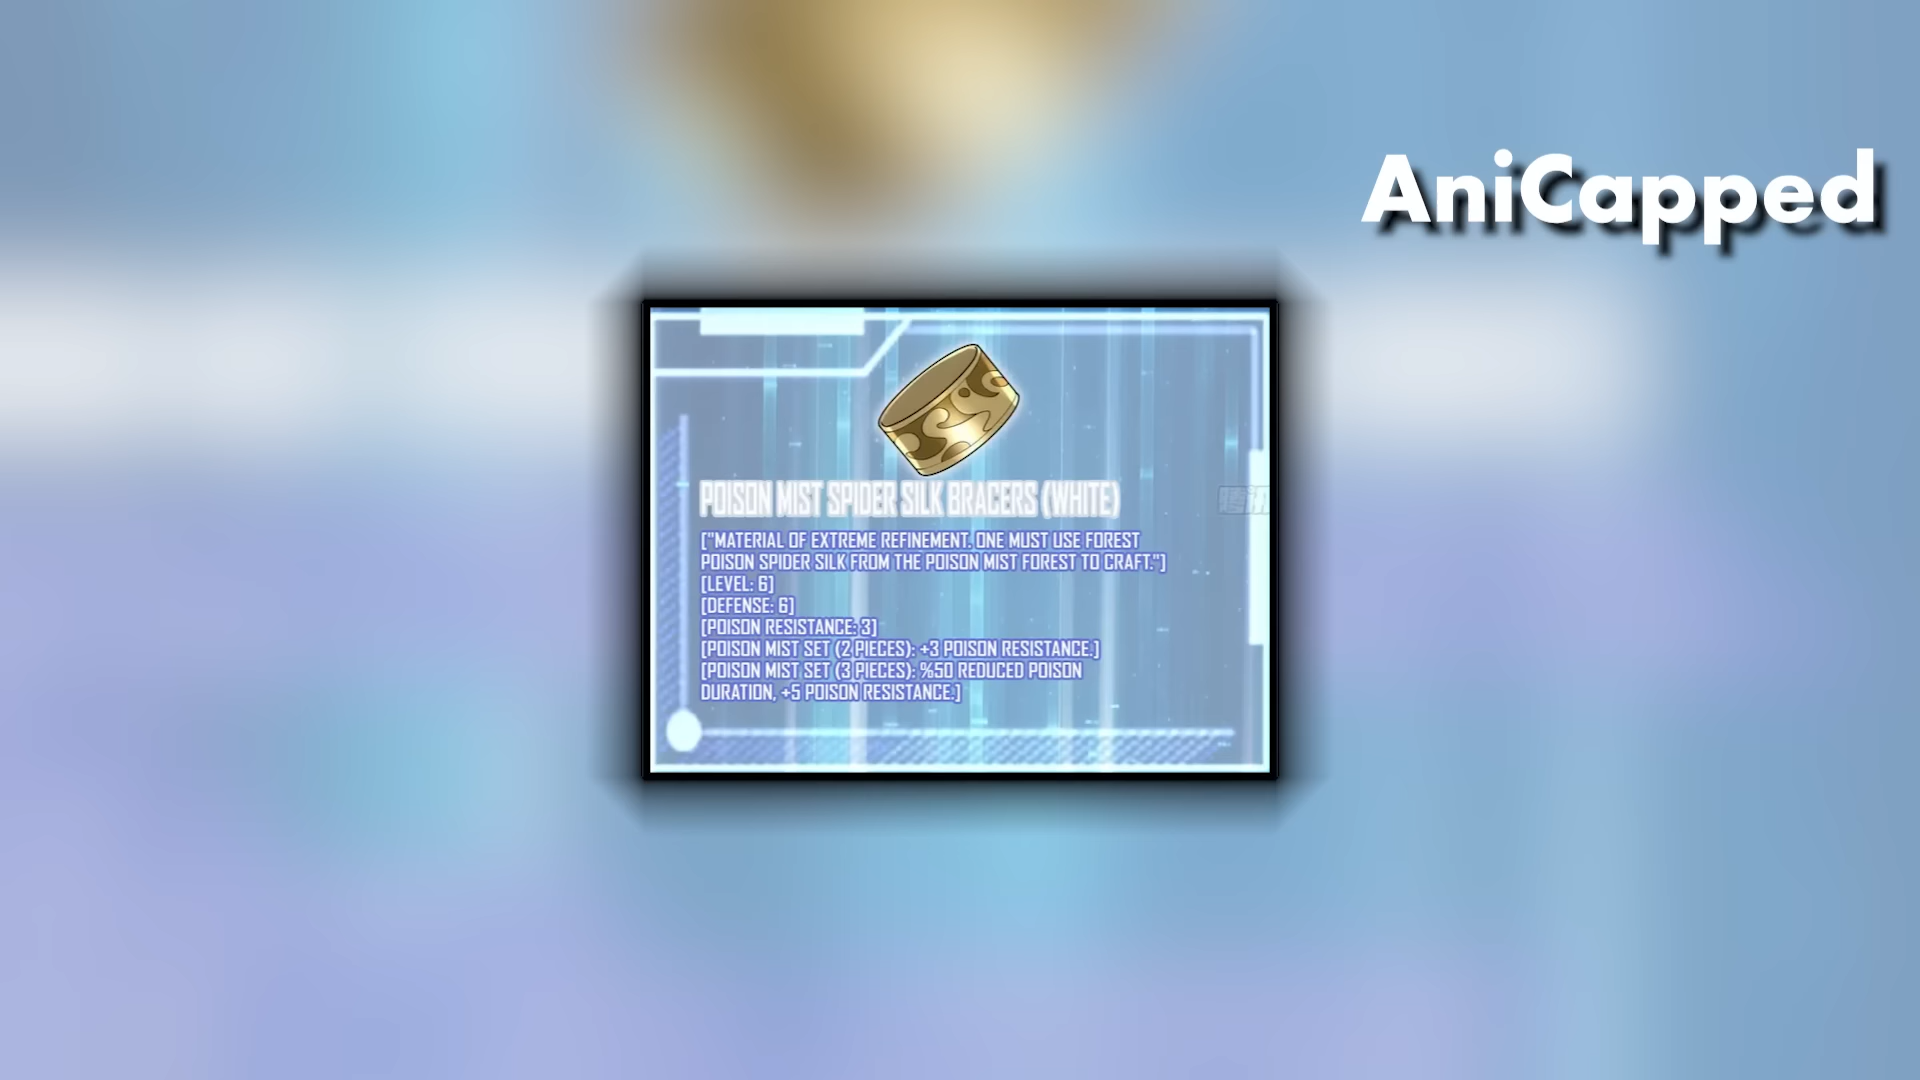 AniCapped
POISON MIST SPIDER SILK BRACERS (WHITE)
["MATERIAL OF EXTREME REFINEMENT. ONE MUST USE FOREST
POISON SPIDER SILK FROM THE POISON MIST FOREST TO CRAFT."]
[LEVEL: 6]
[DEFENSE: 6]
[POISON RESISTANCE: 3]
[POISON MIST SET (2 PIECES): +3 POISON RESISTANCE.]
[POISON MIST SET (3 PIECES): %50 REDUCED POISON
DURATION, +5 POISON RESISTANCE.]